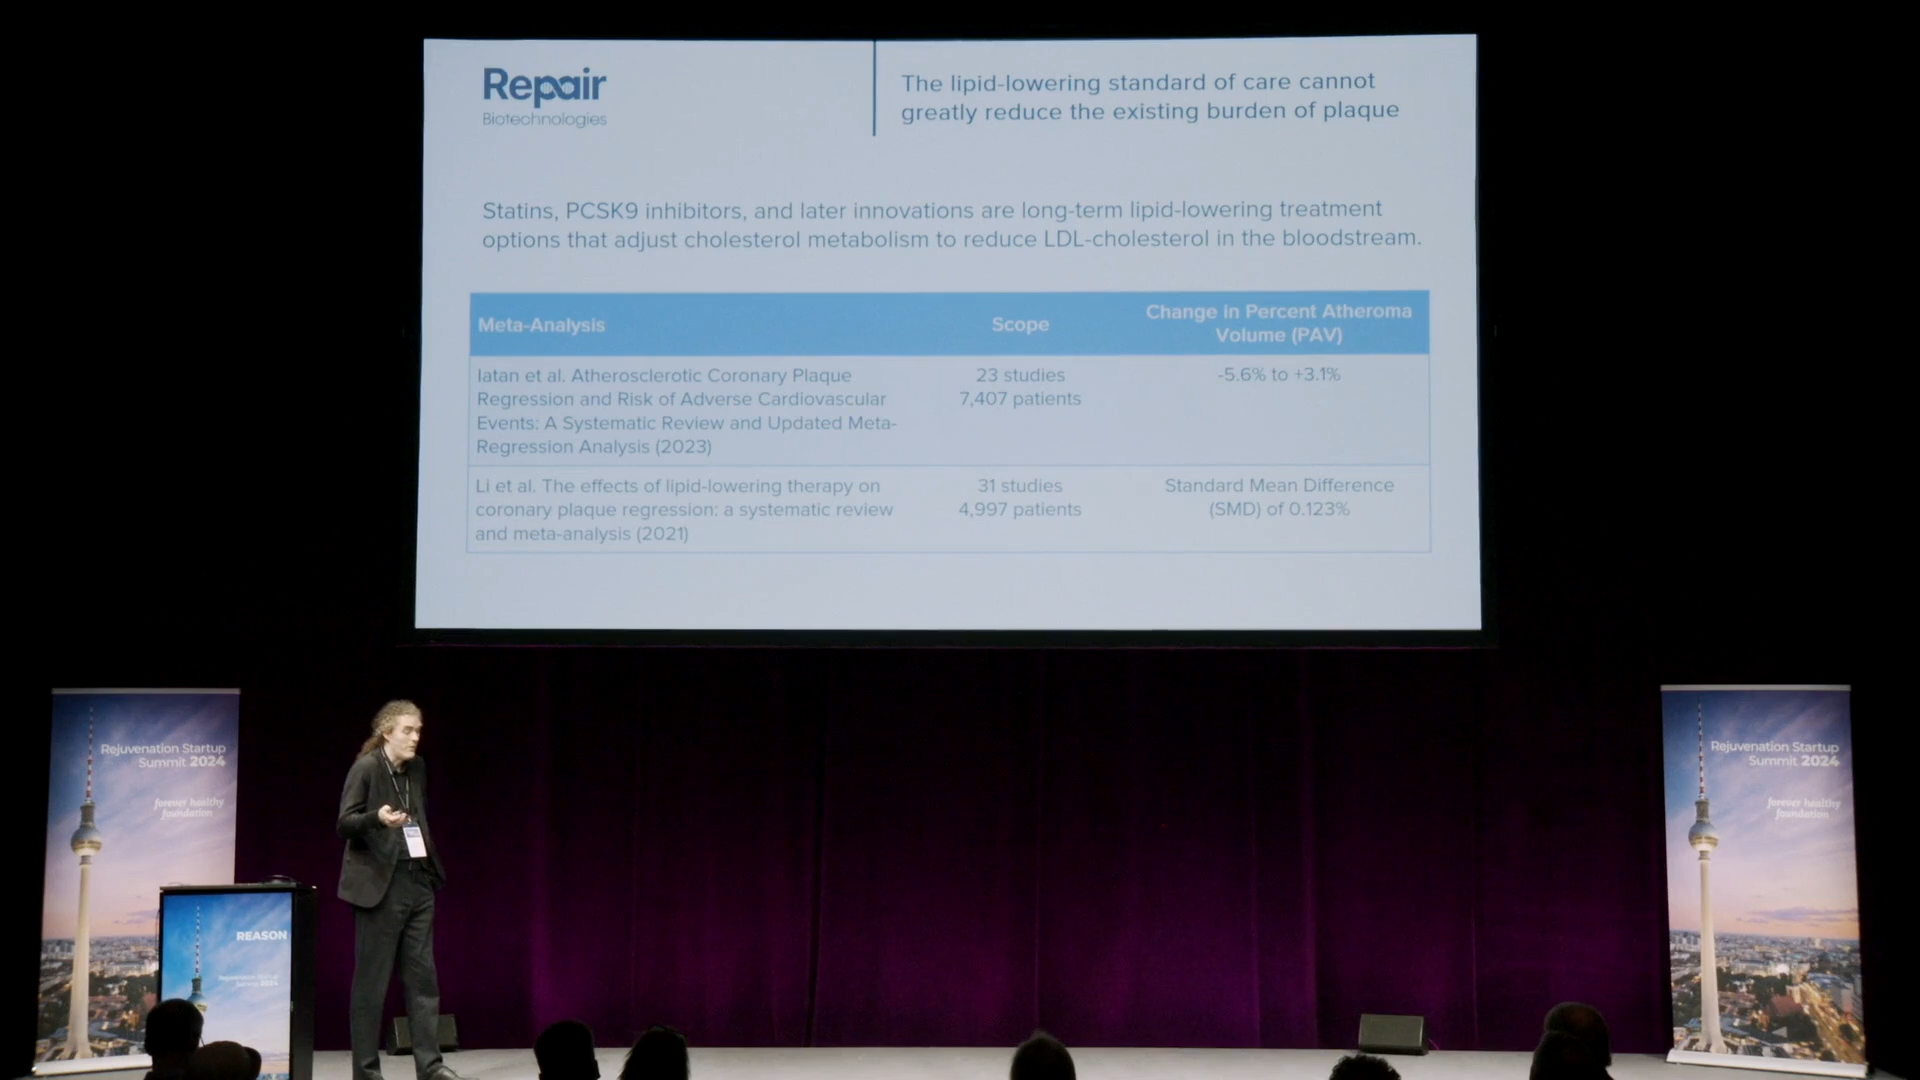 Repair
Biotechnologies
The lipid-lowering standard of care cannot
greatly reduce the existing burden of plaque
Statins, PCSK9 inhibitors, and later innovations are long-term lipid-lowering treatment
options that adjust cholesterol metabolism to reduce LDL-cholesterol in the bloodstream.
Meta-Analysis
Scope
Change in Percent Atheroma
Volume (PAV)
Iatan et al. Atherosclerotic Coronary Plaque
Regression and Risk of Adverse Cardiovascular
Events: A Systematic Review and Updated Meta-
Regression Analysis (2023)
23 studies
7,407 patients
-5.6% to +3.1%
Li et al. The effects of lipid-lowering therapy on
coronary plaque regression: a systematic review
and meta-analysis (2021)
31 studies
4,997 patients
Standard Mean Difference
(SMD) of 0.123%
Rejuvenation Startup
Summit 2024
forever healthy
foundation
REASON
Rejuvenation Startup
Summit 2024
Rejuvenation Startup
Summit 2024
forever healthy
foundation